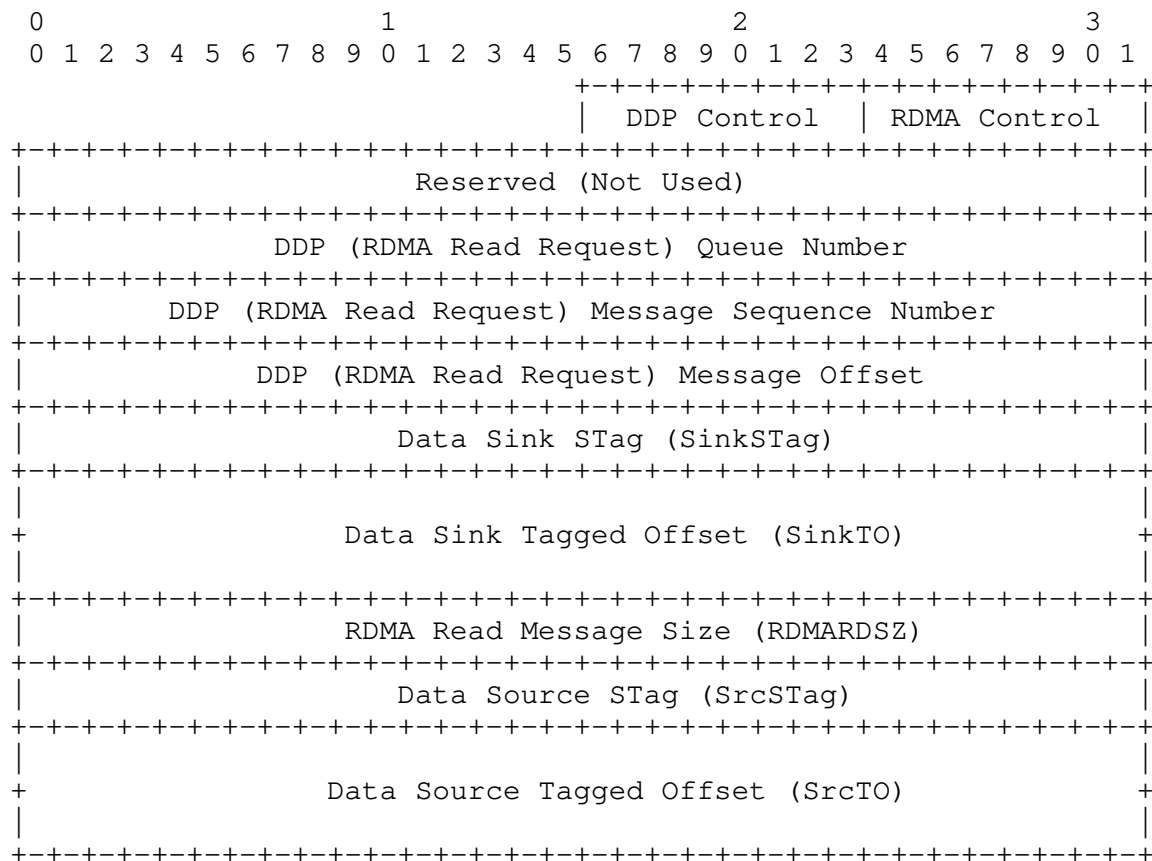 0                   1                   2                   3
0 1 2 3 4 5 6 7 8 9 0 1 2 3 4 5 6 7 8 9 0 1 2 3 4 5 6 7 8 9 0 1
                                +-+-+-+-+-+-+-+-+-+-+-+-+-+-+-+-+
                                |  DDP Control  | RDMA Control  |
+-+-+-+-+-+-+-+-+-+-+-+-+-+-+-+-+-+-+-+-+-+-+-+-+-+-+-+-+-+-+-+-+
|                      Reserved (Not Used)                      |
+-+-+-+-+-+-+-+-+-+-+-+-+-+-+-+-+-+-+-+-+-+-+-+-+-+-+-+-+-+-+-+-+
|              DDP (RDMA Read Request) Queue Number             |
+-+-+-+-+-+-+-+-+-+-+-+-+-+-+-+-+-+-+-+-+-+-+-+-+-+-+-+-+-+-+-+-+
|        DDP (RDMA Read Request) Message Sequence Number        |
+-+-+-+-+-+-+-+-+-+-+-+-+-+-+-+-+-+-+-+-+-+-+-+-+-+-+-+-+-+-+-+-+
|             DDP (RDMA Read Request) Message Offset            |
+-+-+-+-+-+-+-+-+-+-+-+-+-+-+-+-+-+-+-+-+-+-+-+-+-+-+-+-+-+-+-+-+
|                     Data Sink STag (SinkSTag)                 |
+-+-+-+-+-+-+-+-+-+-+-+-+-+-+-+-+-+-+-+-+-+-+-+-+-+-+-+-+-+-+-+-+
|                                                               |
+                  Data Sink Tagged Offset (SinkTO)             +
|                                                               |
+-+-+-+-+-+-+-+-+-+-+-+-+-+-+-+-+-+-+-+-+-+-+-+-+-+-+-+-+-+-+-+-+
|                  RDMA Read Message Size (RDMARDSZ)            |
+-+-+-+-+-+-+-+-+-+-+-+-+-+-+-+-+-+-+-+-+-+-+-+-+-+-+-+-+-+-+-+-+
|                     Data Source STag (SrcSTag)                |
+-+-+-+-+-+-+-+-+-+-+-+-+-+-+-+-+-+-+-+-+-+-+-+-+-+-+-+-+-+-+-+-+
|                                                               |
+                 Data Source Tagged Offset (SrcTO)             +
|                                                               |
+-+-+-+-+-+-+-+-+-+-+-+-+-+-+-+-+-+-+-+-+-+-+-+-+-+-+-+-+-+-+-+-+